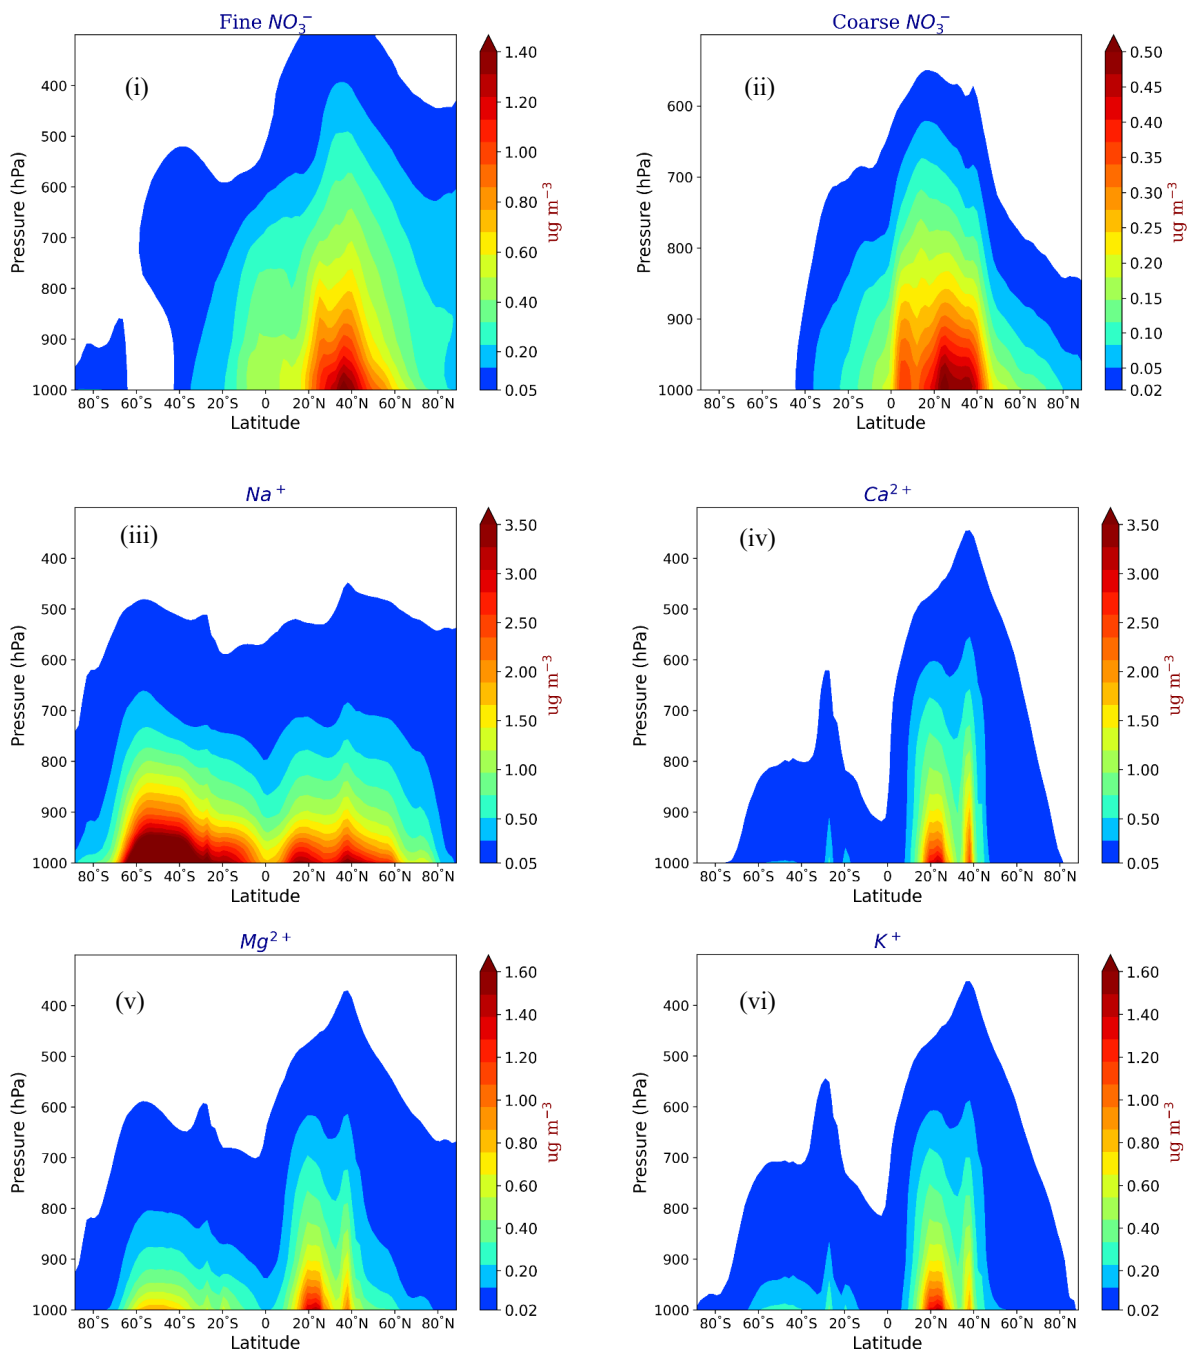 Fine NO₃⁻
(i)
400
500
600
700
800
900
1000
Pressure (hPa)
80°S 60°S 40°S 20°S 0 20°N 40°N 60°N 80°N
Latitude
1.40
1.20
1.00
0.80
0.60
0.40
0.20
0.05
ug m⁻³
Coarse NO₃⁻
(ii)
600
700
800
900
1000
Pressure (hPa)
80°S 60°S 40°S 20°S 0 20°N 40°N 60°N 80°N
Latitude
0.50
0.45
0.40
0.35
0.30
0.25
0.20
0.15
0.10
0.05
0.02
ug m⁻³
Na⁺
(iii)
400
500
600
700
800
900
1000
Pressure (hPa)
80°S 60°S 40°S 20°S 0 20°N 40°N 60°N 80°N
Latitude
3.50
3.00
2.50
2.00
1.50
1.00
0.50
0.05
ug m⁻³
Ca²⁺
(iv)
400
500
600
700
800
900
1000
Pressure (hPa)
80°S 60°S 40°S 20°S 0 20°N 40°N 60°N 80°N
Latitude
3.50
3.00
2.50
2.00
1.50
1.00
0.50
0.05
ug m⁻³
Mg²⁺
(v)
400
500
600
700
800
900
1000
Pressure (hPa)
80°S 60°S 40°S 20°S 0 20°N 40°N 60°N 80°N
Latitude
1.60
1.40
1.20
1.00
0.80
0.60
0.40
0.20
0.02
ug m⁻³
K⁺
(vi)
400
500
600
700
800
900
1000
Pressure (hPa)
80°S 60°S 40°S 20°S 0 20°N 40°N 60°N 80°N
Latitude
1.60
1.40
1.20
1.00
0.80
0.60
0.40
0.20
0.02
ug m⁻³